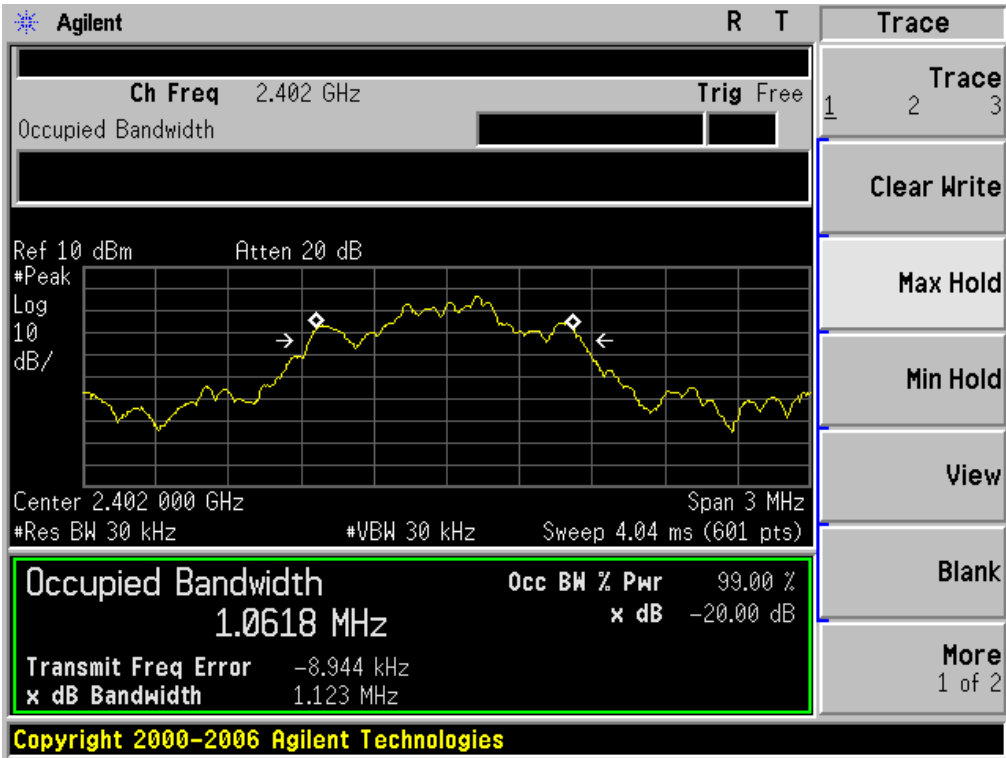 Agilent R T
Trace
Ch Freq 2.402 GHz Trig Free
Occupied Bandwidth
Ref 10 dBm Atten 20 dB
#Peak
Log
10
dB/
Center 2.402 000 GHz Span 3 MHz
#Res BW 30 kHz #VBW 30 kHz Sweep 4.04 ms (601 pts)
Occupied Bandwidth Occ BW % Pwr 99.00 %
1.0618 MHz x dB -20.00 dB
Transmit Freq Error -8.944 kHz
x dB Bandwidth 1.123 MHz
Copyright 2000-2006 Agilent Technologies
Trace
1 2 3
Clear Write
Max Hold
Min Hold
View
Blank
More
1 of 2